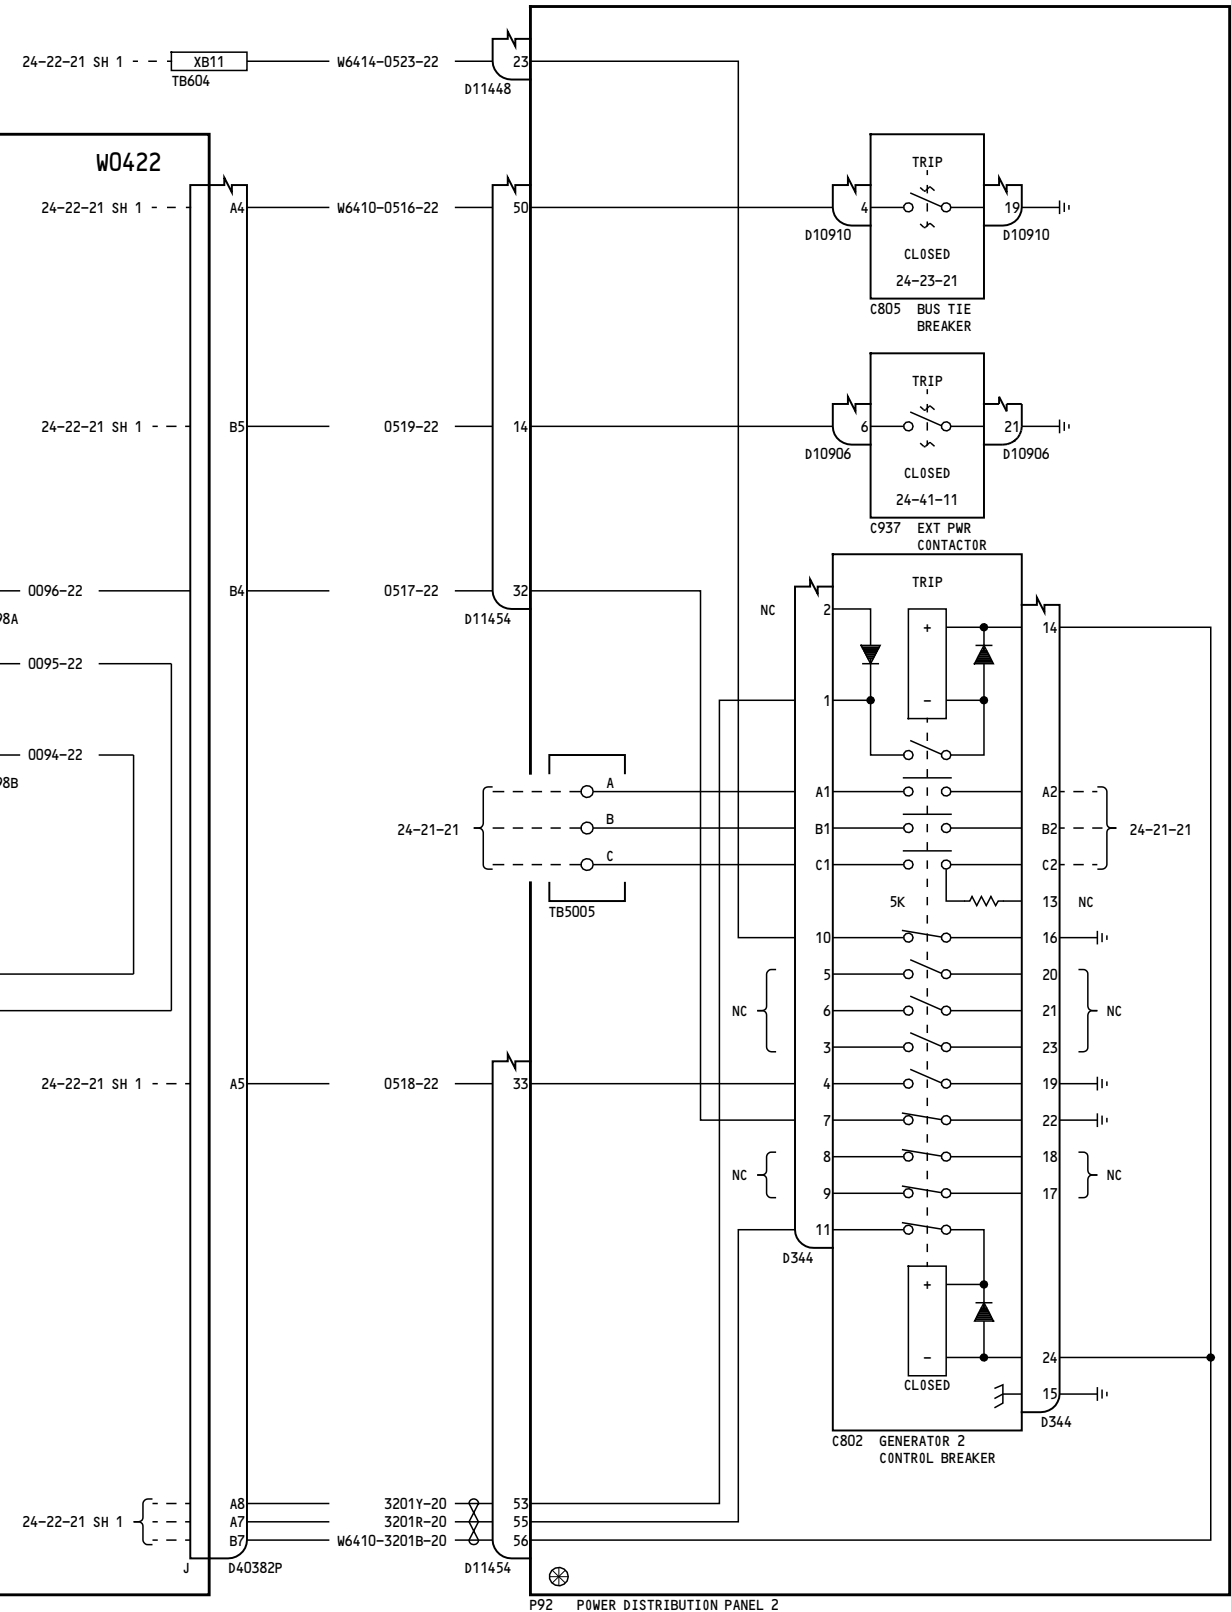 24-22-21 SH 1
XB11
TB604
W6414-0523-22
23
D11448
W0422
24-22-21 SH 1
A4
W6410-0516-22
50
TRIP
4
19
D10910
D10910
CLOSED
24-23-21
C805 BUS TIE
BREAKER
24-22-21 SH 1
B5
0519-22
14
TRIP
6
21
D10906
D10906
CLOSED
24-41-11
C937 EXT PWR
CONTACTOR
0096-22
98A
B4
0517-22
32
D11454
0095-22
0094-22
98B
TRIP
NC
2
+
14
1
-
24-21-21
A
B
C
TB5005
A1
A2
B1
B2
24-21-21
C1
C2
5K
13
NC
10
16
NC
5
20
6
21
NC
3
23
24-22-21 SH 1
A5
0518-22
33
4
19
7
22
NC
8
18
NC
9
17
11
D344
+
-
24
CLOSED
15
D344
C802 GENERATOR 2
CONTROL BREAKER
24-22-21 SH 1
A8
3201Y-20
53
A7
3201R-20
55
B7
W6410-3201B-20
56
J
D40382P
D11454
P92 POWER DISTRIBUTION PANEL 2